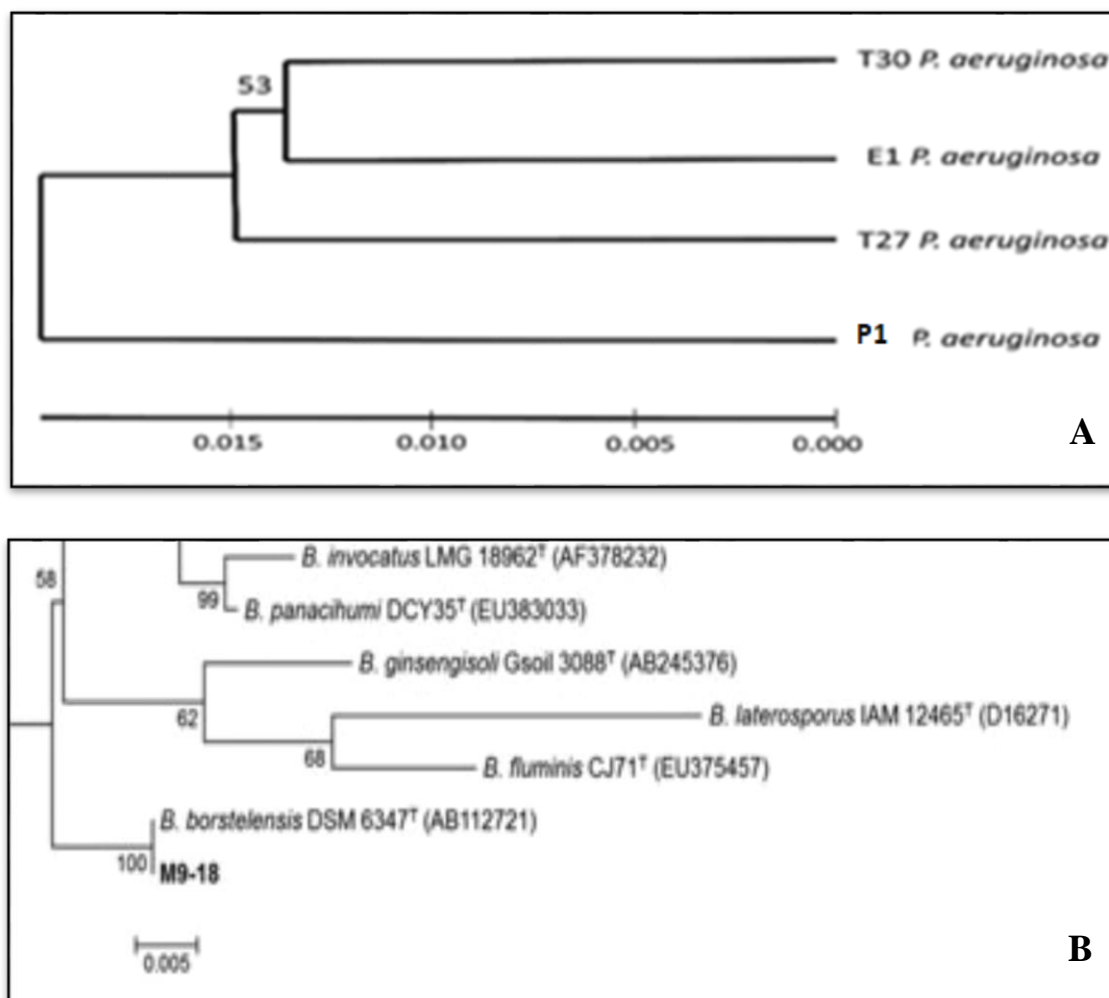 T30 P. aeruginosa
53
E1 P. aeruginosa
T27 P. aeruginosa
P1 P. aeruginosa
0.015 0.010 0.005 0.000
A
B. invocatus LMG 18962ᵀ (AF378232)
58
99
B. panacihumi DCY35ᵀ (EU383033)
B. ginsengisoli Gsoil 3088ᵀ (AB245376)
62
B. laterosporus IAM 12465ᵀ (D16271)
68
B. fluminis CJ71ᵀ (EU375457)
B. borstelensis DSM 6347ᵀ (AB112721)
100
M9-18
0.005
B